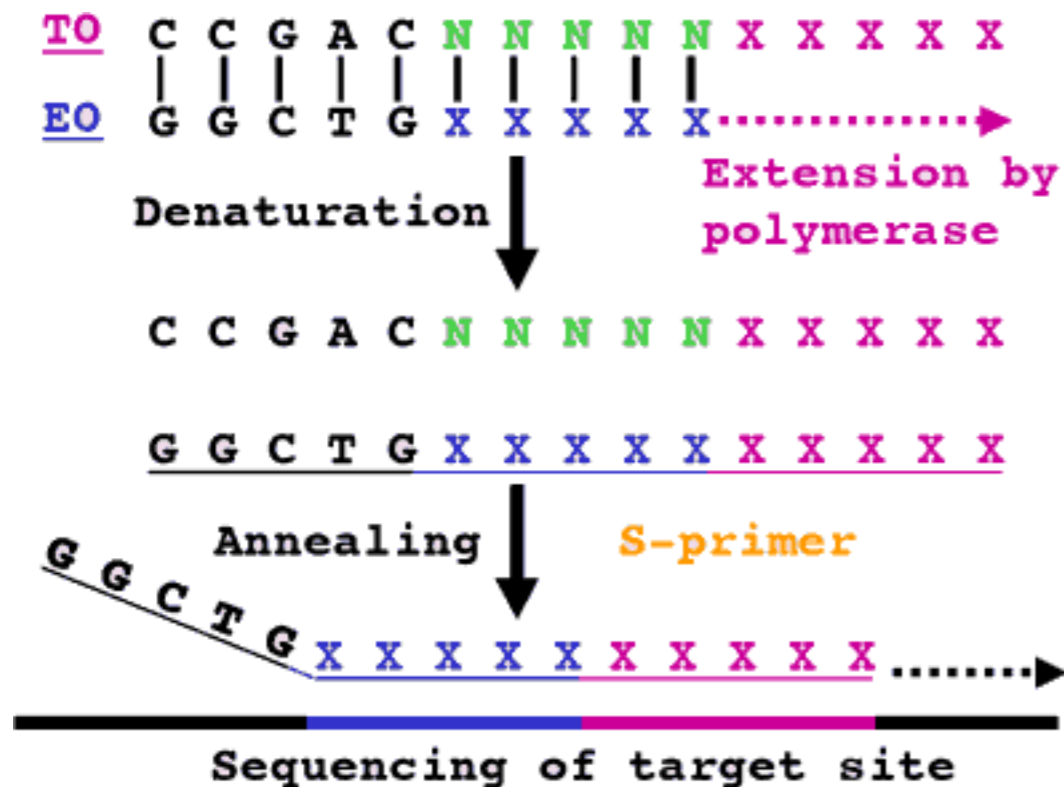 TO C C G A C N N N N N X X X X X
EO G G C T G X X X X X
Extension by
polymerase
Denaturation
C C G A C N N N N N X X X X X
G G C T G X X X X X X X X X X
Annealing S-primer
G G C T G X X X X X X X X X X
Sequencing of target site